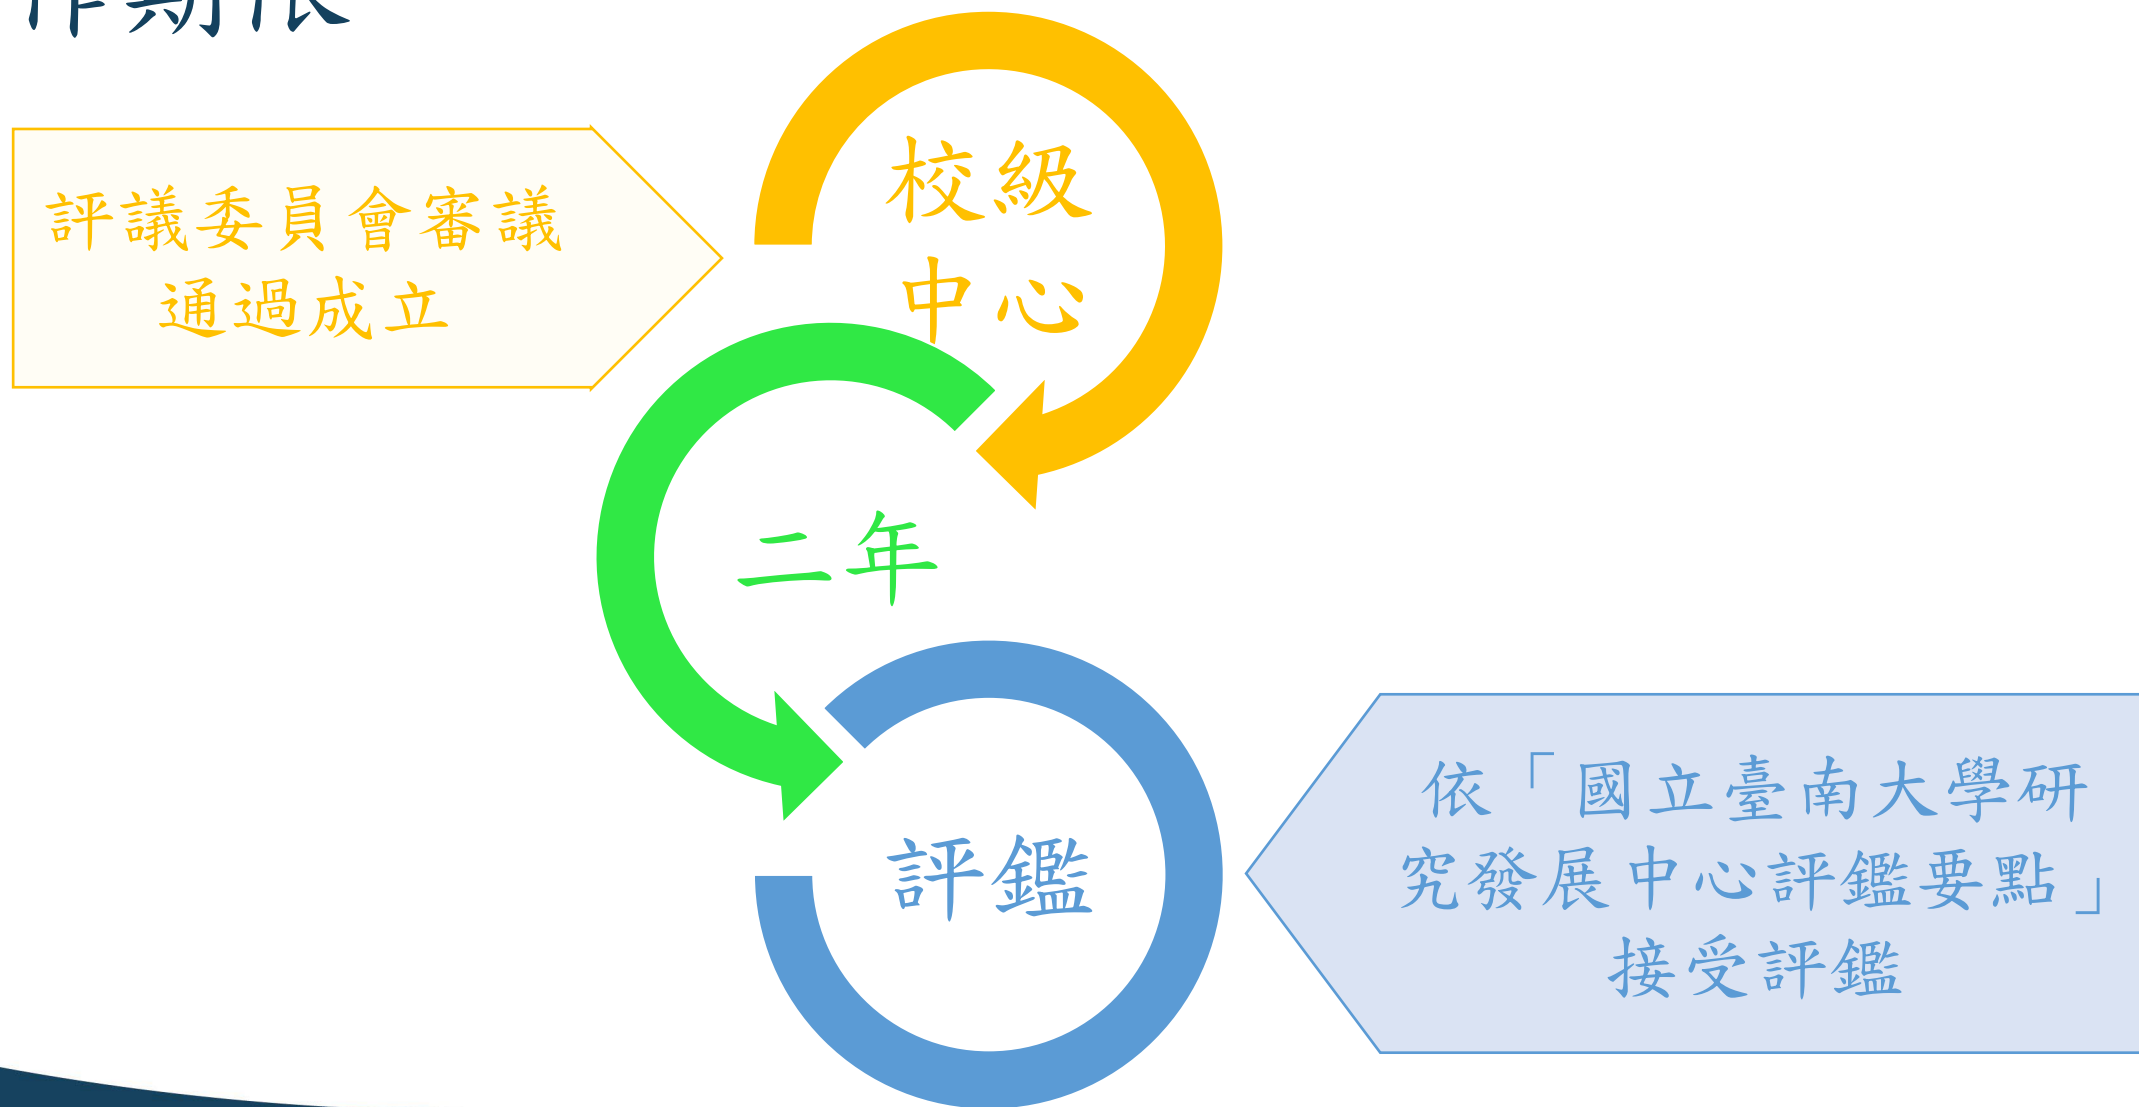 期限
評議委員會審議
通過成立
校級
中心
二年
評鑑
依「國立臺南大學研
究發展中心評鑑要點」
接受評鑑